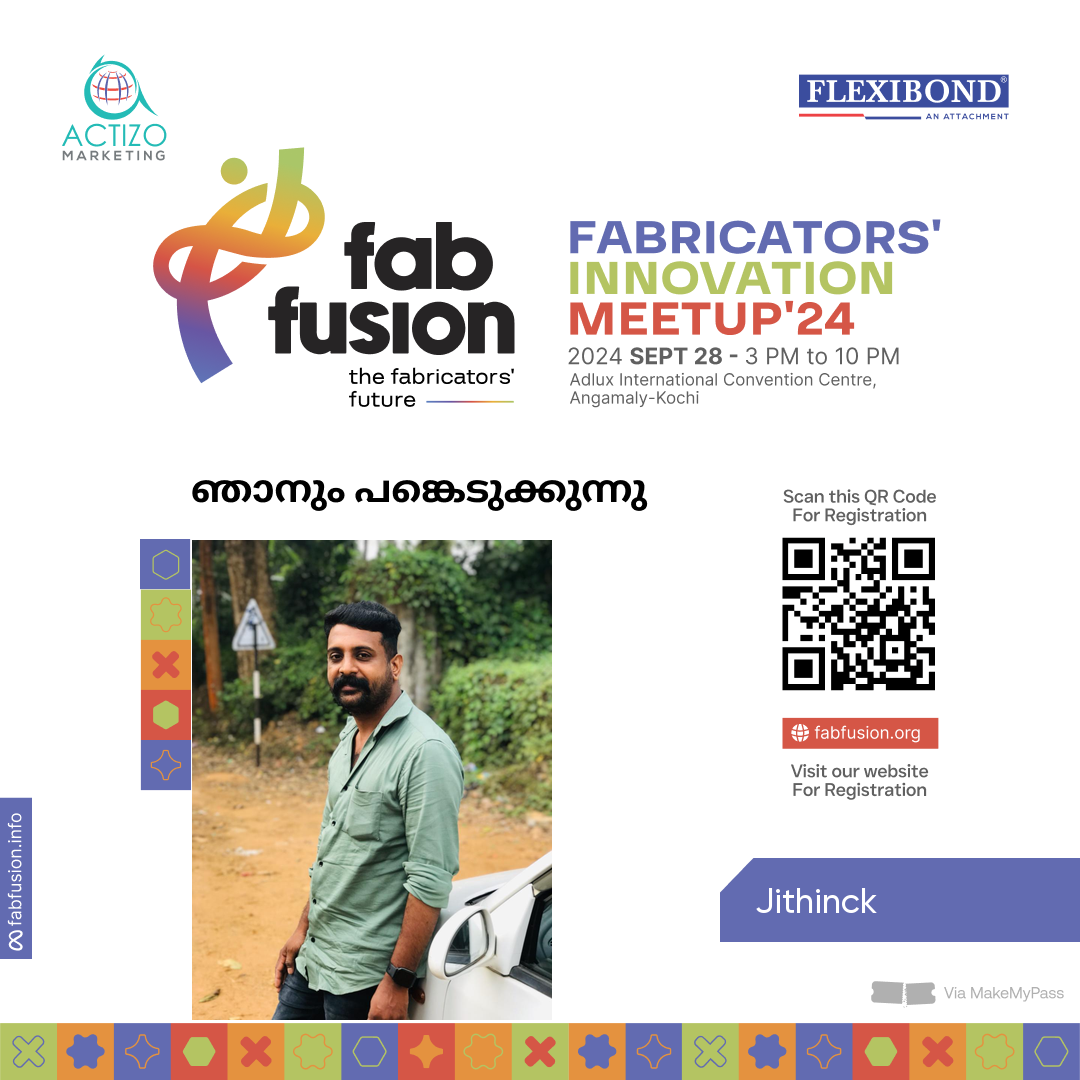 ACTIZO
MARKETING
FLEXIBOND®
AN ATTACHMENT
fab
fusion
the fabricators'
future
FABRICATORS'
INNOVATION
MEETUP'24
2024 SEPT 28 - 3 PM to 10 PM
Adlux International Convention Centre,
Angamaly-Kochi
ഞാനും പങ്കെടുക്കുന്നു
Scan this QR Code
For Registration
fabfusion.org
Visit our website
For Registration
fabfusion.info
Jithinck
Via MakeMyPass